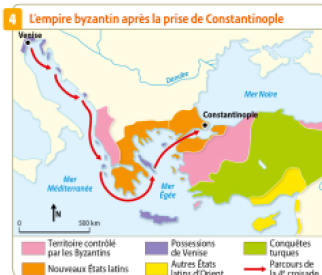 4 L'empire byzantin après la prise de Constantinople
Venise
Danube
Mer Noire
Constantinople
Mer
Méditerranée
Mer
Égée
N
0 500 km
Territoire contrôlé
par les Byzantins
Nouveaux États latins
Possessions
de Venise
Autres États
latins d'Orient
Conquêtes
turques
Parcours de
la 4e croisade